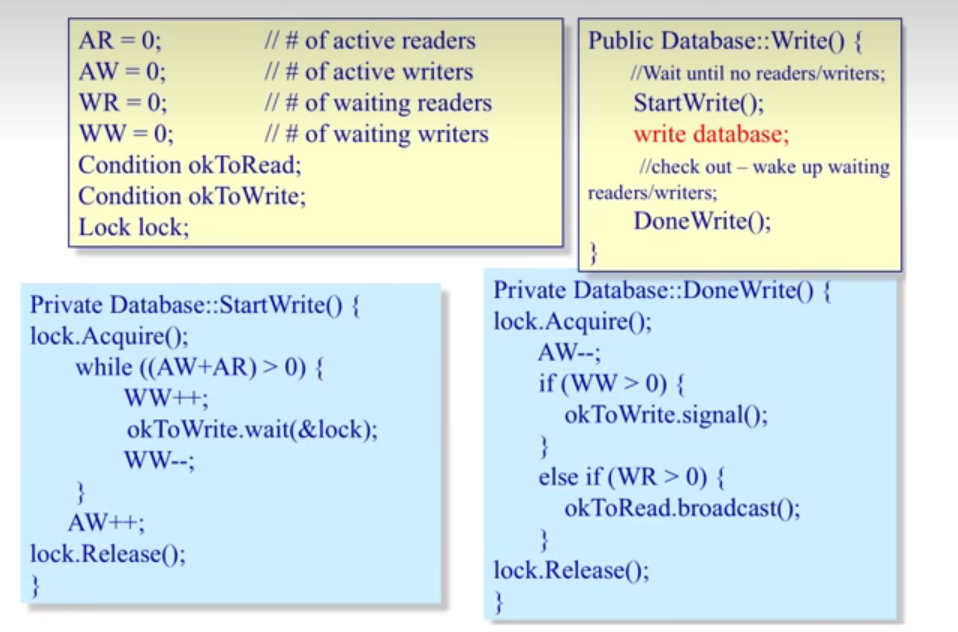 AR = 0; // # of active readers
AW = 0; // # of active writers
WR = 0; // # of waiting readers
WW = 0; // # of waiting writers
Condition okToRead;
Condition okToWrite;
Lock lock;
Public Database::Write() {
//Wait until no readers/writers;
StartWrite();
write database;
//check out – wake up waiting
readers/writers;
DoneWrite();
}
Private Database::StartWrite() {
lock.Acquire();
while ((AW+AR) > 0) {
WW++;
okToWrite.wait(&lock);
WW--;
}
AW++;
lock.Release();
}
Private Database::DoneWrite() {
lock.Acquire();
AW--;
if (WW > 0) {
okToWrite.signal();
}
else if (WR > 0) {
okToRead.broadcast();
}
lock.Release();
}